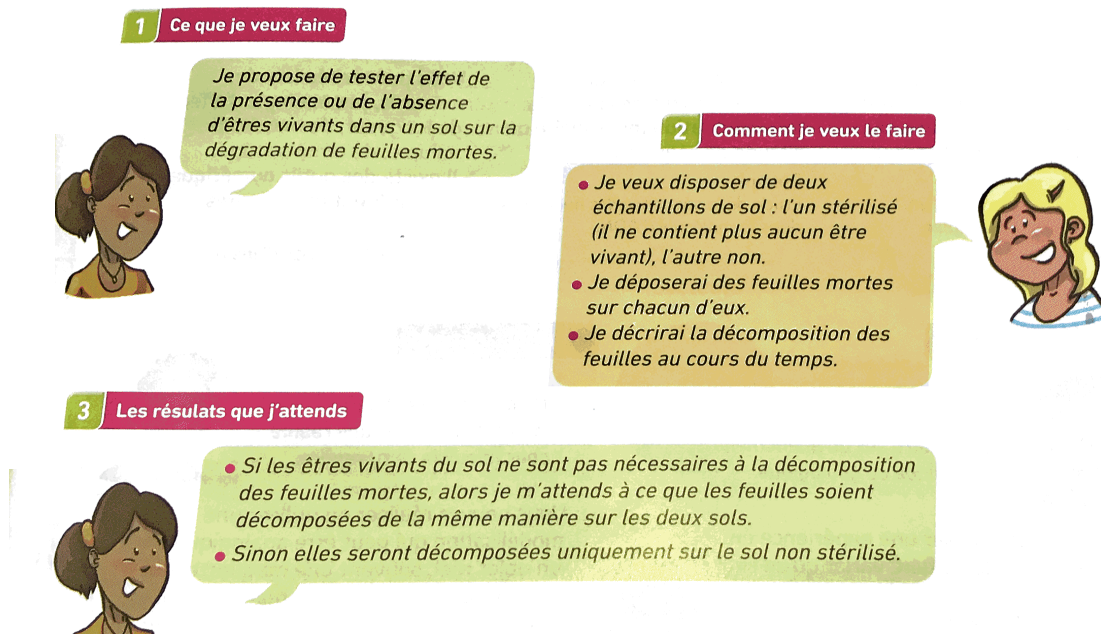 1 Ce que je veux faire
Je propose de tester l'effet de
la présence ou de l'absence
d'êtres vivants dans un sol sur la
dégradation de feuilles mortes.
2 Comment je veux le faire
• Je veux disposer de deux
échantillons de sol : l'un stérilisé
(il ne contient plus aucun être
vivant), l'autre non.
• Je déposerai des feuilles mortes
sur chacun d'eux.
• Je décrirai la décomposition des
feuilles au cours du temps.
3 Les résulats que j'attends
• Si les êtres vivants du sol ne sont pas nécessaires à la décomposition
des feuilles mortes, alors je m'attends à ce que les feuilles soient
décomposées de la même manière sur les deux sols.
• Sinon elles seront décomposées uniquement sur le sol non stérilisé.